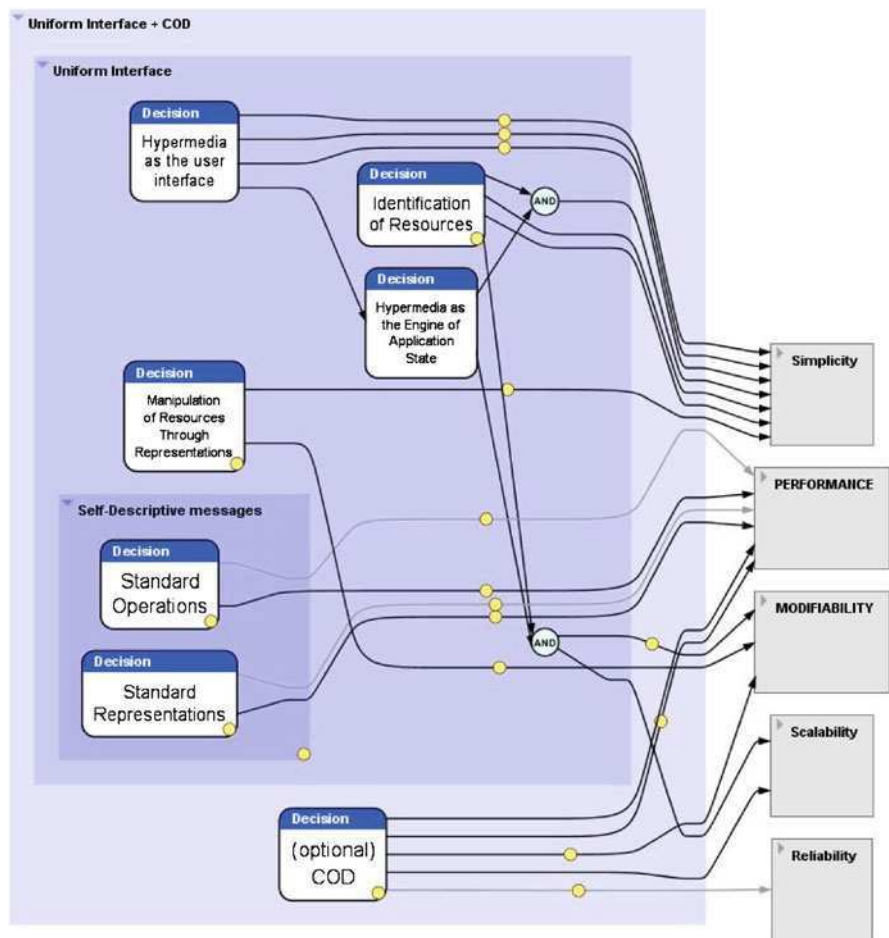 Uniform Interface + COD
Uniform Interface
Decision
Hypermedia
as the user
interface
Decision
Identification
of Resources
AND
Decision
Hypermedia as
the Engine of
Application
State
Simplicity
Decision
Manipulation
of Resources
Through
Representations
PERFORMANCE
Self-Descriptive messages
Decision
Standard
Operations
MODIFIABILITY
AND
Decision
Standard
Representations
Scalability
Decision
(optional)
COD
Reliability